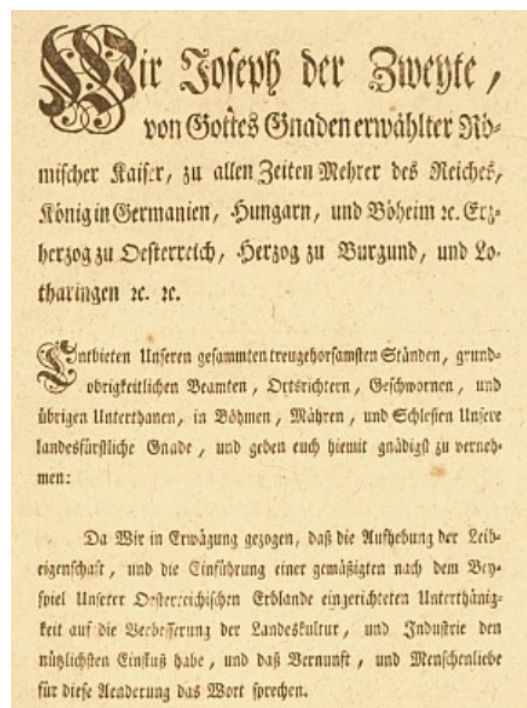 Wir Joseph der Zweyte,
von Gottes Gnaden erwählter Rö-
mischer Kaiser, zu allen Zeiten Mehrer des Reiches,
König in Germanien, Hungarn, und Böheim ꝛc. Erz-
herzog zu Oesterreich, Herzog zu Burgund, und Lo-
tharingen ꝛc. ꝛc.
Entbieten Unseren gesammten treugehorsamsten Ständen, grund-
obrigkeitlichen Beamten, Ortsrichtern, Geschwornen, und
übrigen Unterthanen, in Böhmen, Mähren, und Schlesien Unsere
landesfürstliche Gnade, und geben euch hiemit gnädigst zu verneh-
men:
Da Wir in Erwägung gezogen, daß die Aufhebung der Leib-
eigenschaft, und die Einführung einer gemäßigten nach dem Bey-
spiel Unserer Oesterreichischen Erblande eingerichteten Unterthänig-
keit auf die Verbesserung der Landeskultur, und Industrie den
nützlichsten Einfluß habe, und daß Vernunft, und Menschenliebe
für diese Aenderung das Wort sprechen.